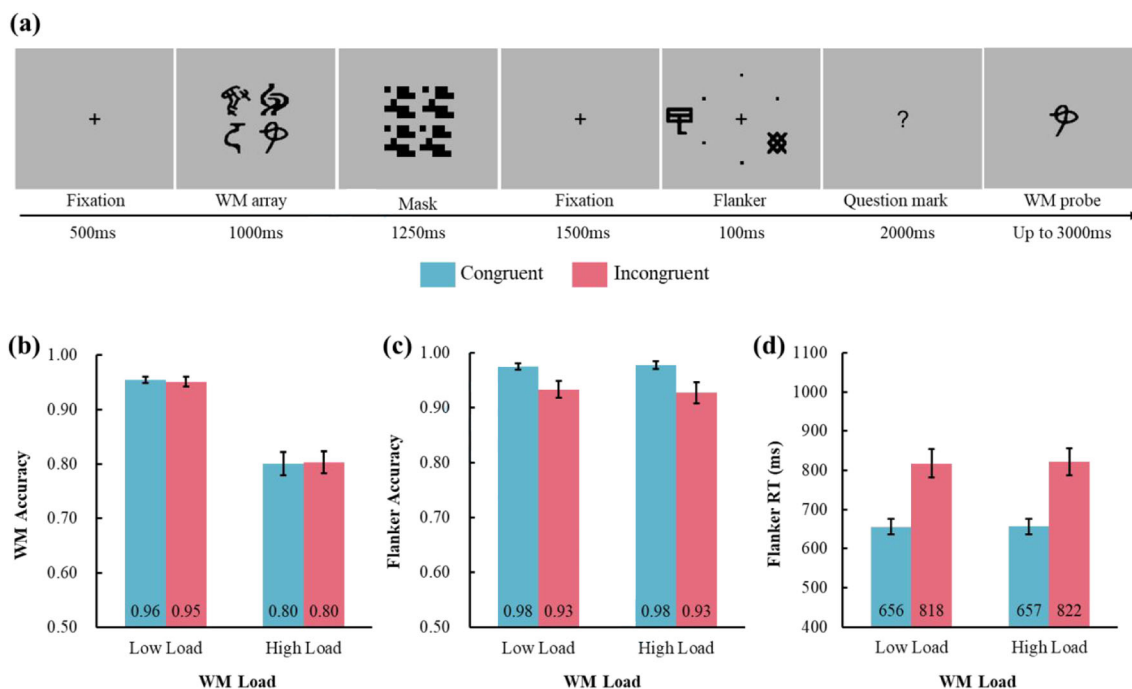 (a)
+
+
+
?
Fixation WM array Mask Fixation Flanker Question mark WM probe
500ms 1000ms 1250ms 1500ms 100ms 2000ms Up to 3000ms
Congruent Incongruent
(b)
WM Accuracy
1.00
0.90
0.80
0.70
0.60
0.50
0.96 0.95 0.80 0.80
Low Load High Load
WM Load
(c)
Flanker Accuracy
1.00
0.90
0.80
0.70
0.60
0.50
0.98 0.93 0.98 0.93
Low Load High Load
WM Load
(d)
Flanker RT (ms)
1100
1000
900
800
700
600
500
400
656 818 657 822
Low Load High Load
WM Load